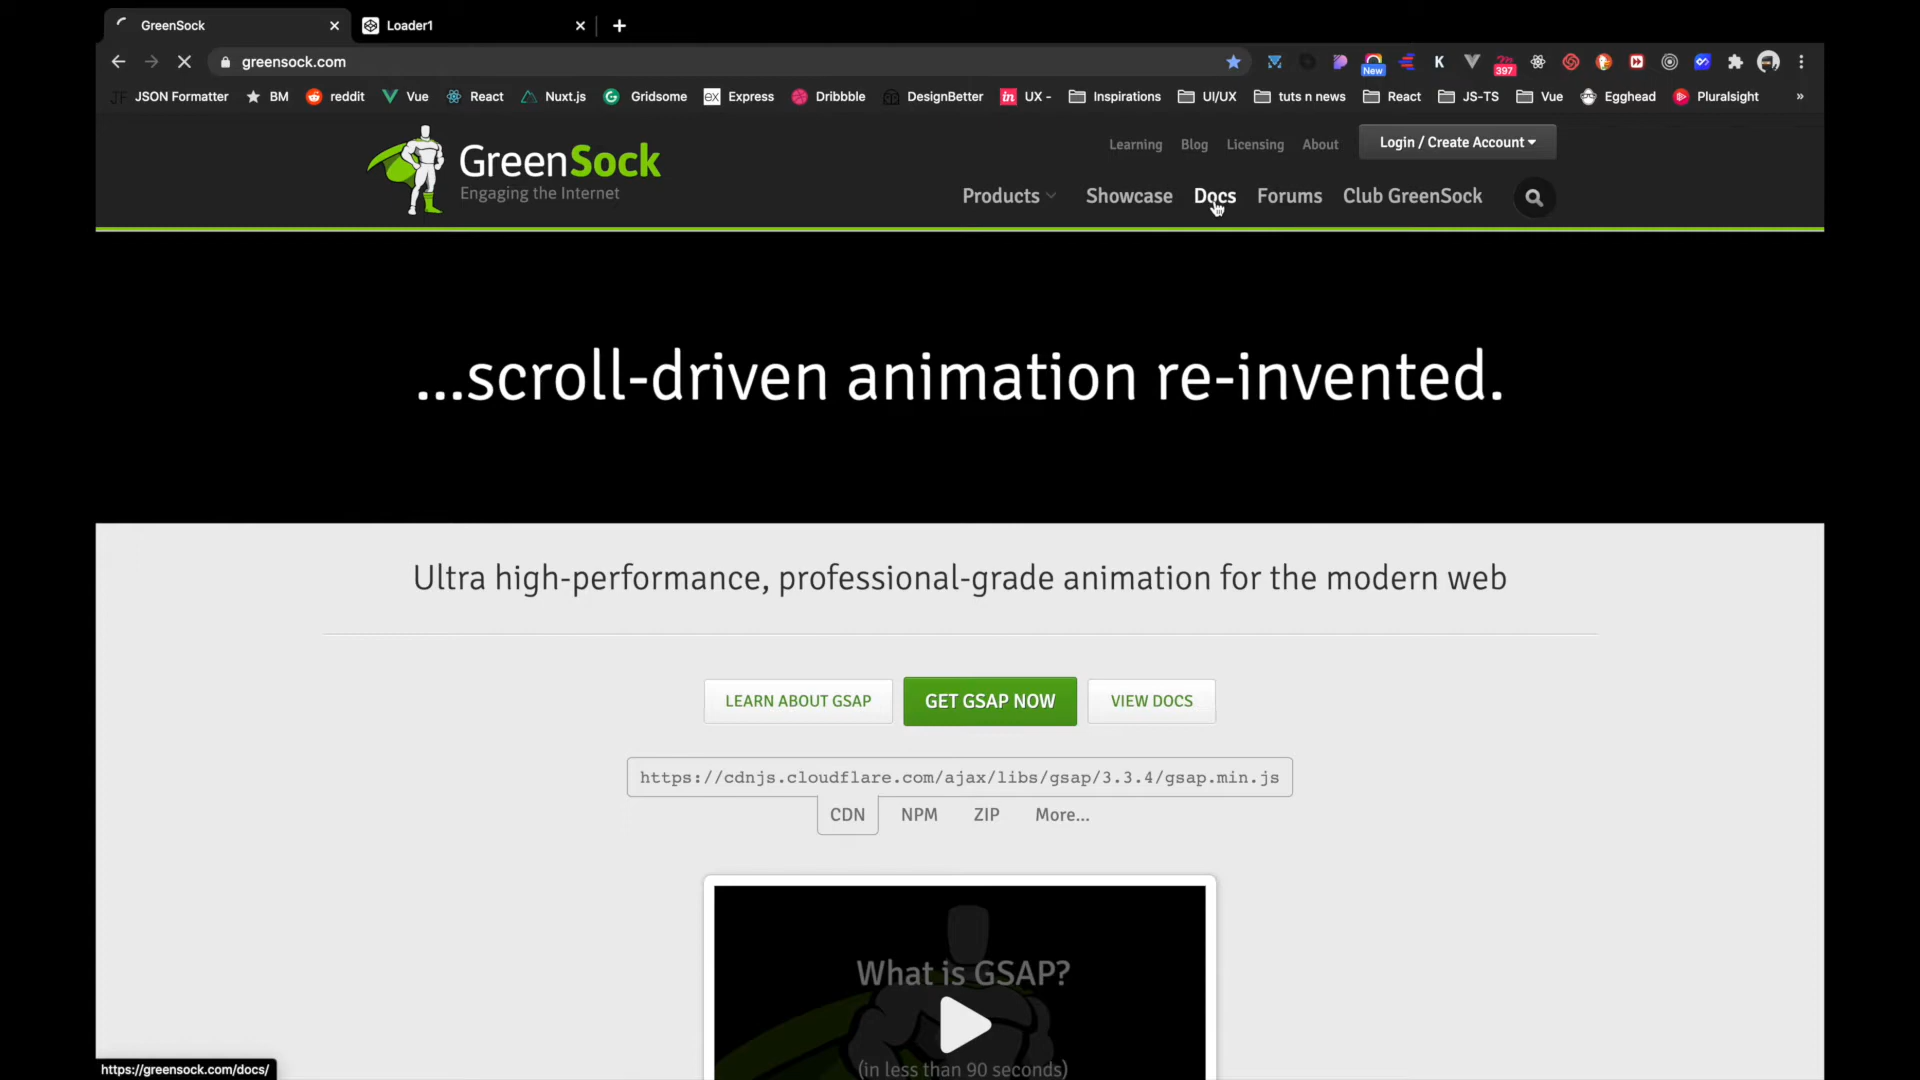 GreenSock
Loader1
greensock.com
New
K
397
JF JSON Formatter
BM
reddit
Vue
React
Nuxt.js
Gridsome
ex Express
Dribbble
DesignBetter
in UX -
Inspirations
UI/UX
tuts n news
React
JS-TS
Vue
Egghead
Pluralsight
»
GreenSock
Engaging the Internet
Learning
Blog
Licensing
About
Login / Create Account
Products
Showcase
Docs
Forums
Club GreenSock
...scroll-driven animation re-invented.
Ultra high-performance, professional-grade animation for the modern web
LEARN ABOUT GSAP
GET GSAP NOW
VIEW DOCS
https://cdnjs.cloudflare.com/ajax/libs/gsap/3.3.4/gsap.min.js
CDN
NPM
ZIP
More...
What is GSAP?
(in less than 90 seconds)
https://greensock.com/docs/